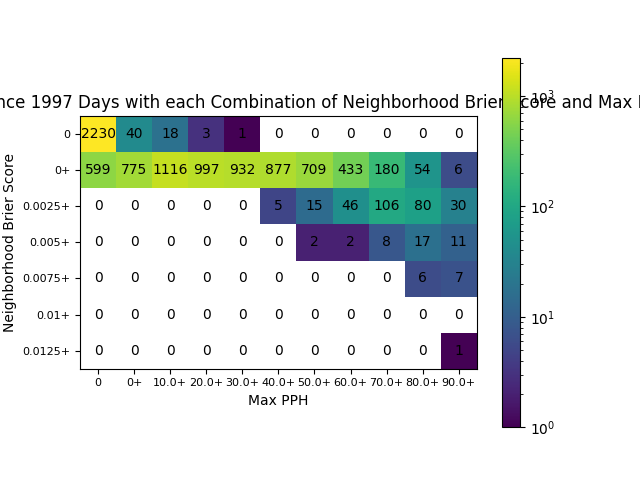 nce 1997 Days with each Combination of Neighborhood Brier Score and Max
Neighborhood Brier Score
0 2230 40 18 3 1 0 0 0 0 0 0
0+ 599 775 1116 997 932 877 709 433 180 54 6
0.0025+ 0 0 0 0 0 5 15 46 106 80 30
0.005+ 0 0 0 0 0 0 2 2 8 17 11
0.0075+ 0 0 0 0 0 0 0 0 0 6 7
0.01+ 0 0 0 0 0 0 0 0 0 0 0
0.0125+ 0 0 0 0 0 0 0 0 0 0 1
0 0+ 10.0+ 20.0+ 30.0+ 40.0+ 50.0+ 60.0+ 70.0+ 80.0+ 90.0+
Max PPH
10³
10²
10¹
10⁰